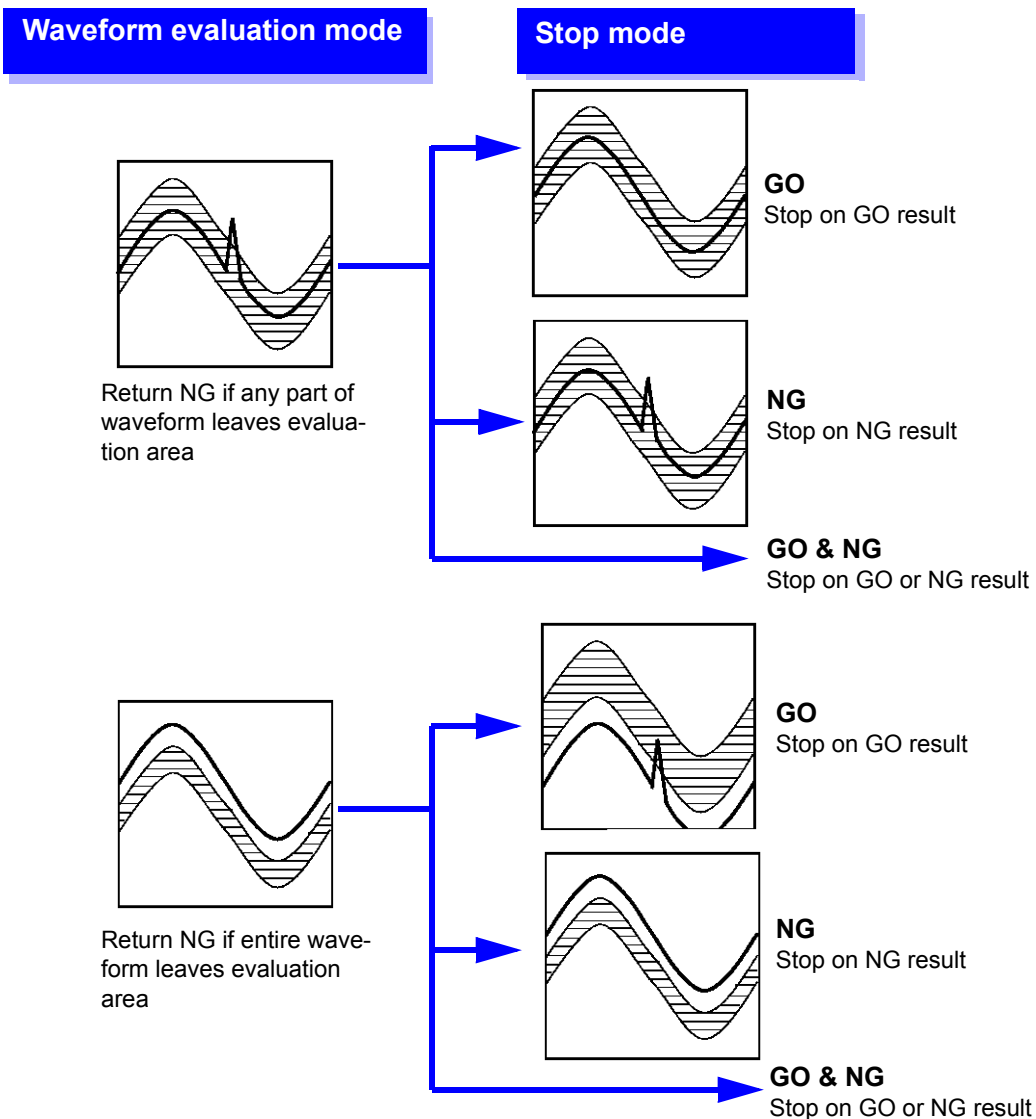 Waveform evaluation mode
Stop mode
GO
Stop on GO result
Return NG if any part of
waveform leaves evalua-
tion area
NG
Stop on NG result
GO & NG
Stop on GO or NG result
GO
Stop on GO result
Return NG if entire wave-
form leaves evaluation
area
NG
Stop on NG result
GO & NG
Stop on GO or NG result